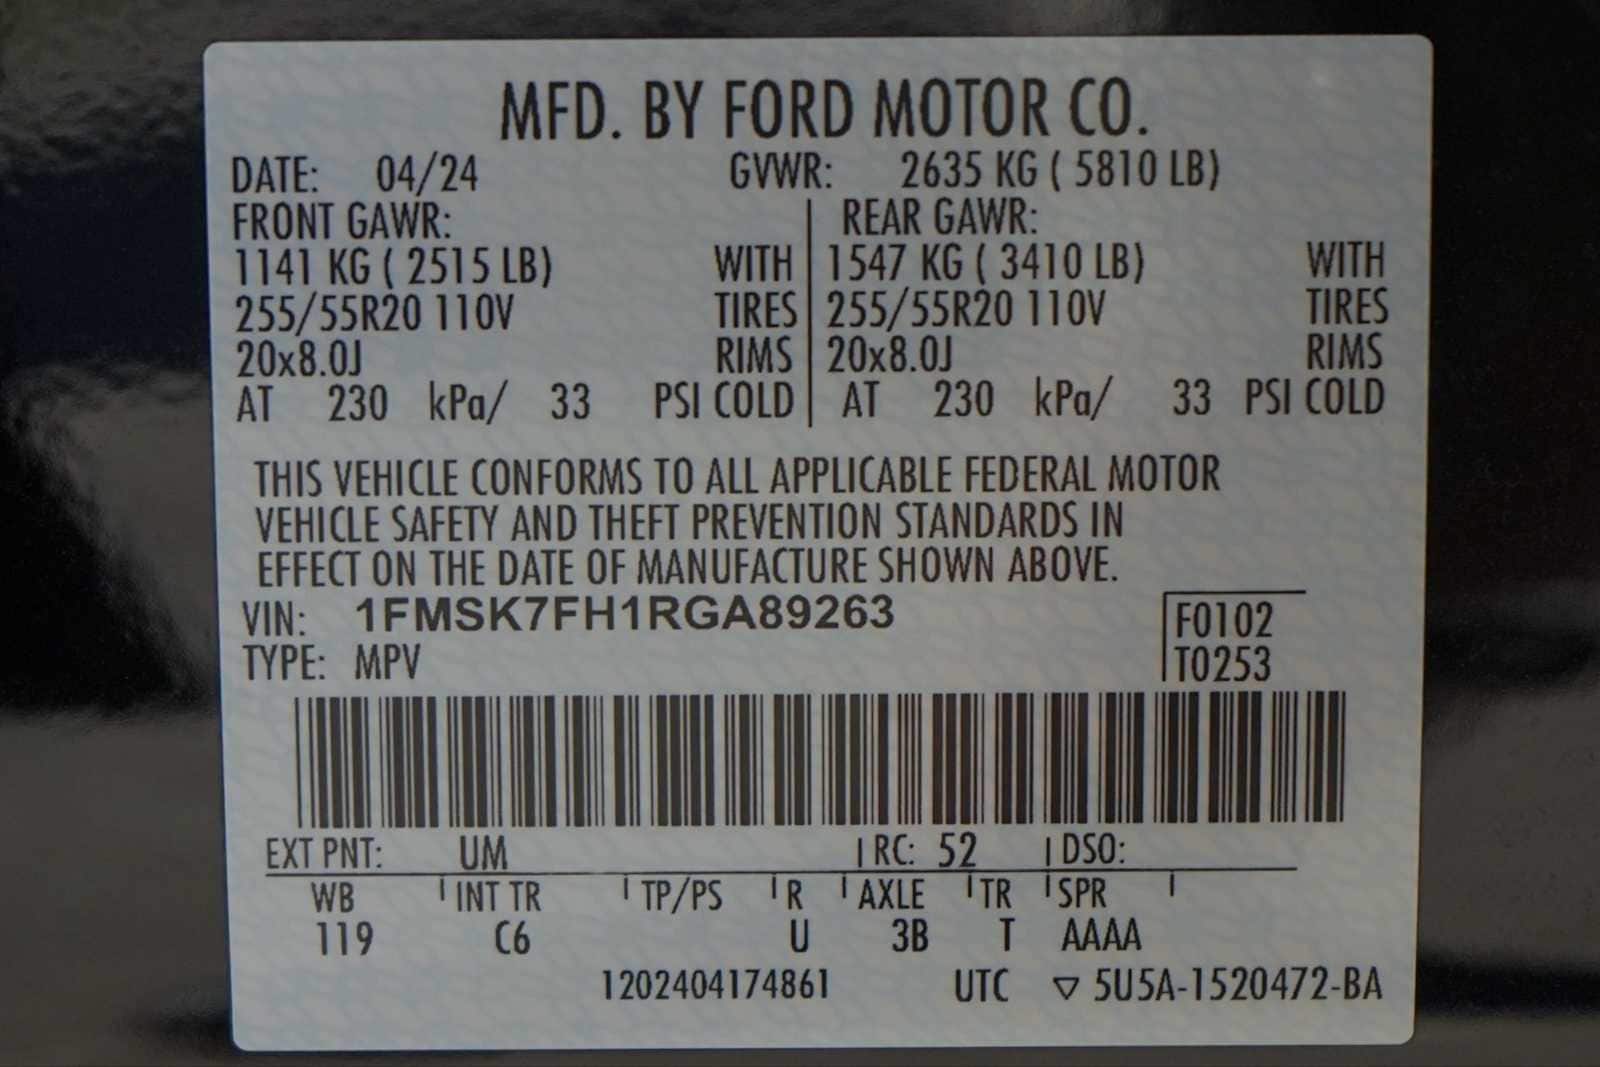 MFD. BY FORD MOTOR CO.
DATE: 04/24 GVWR: 2635 KG ( 5810 LB)
FRONT GAWR: REAR GAWR:
1141 KG ( 2515 LB) WITH 1547 KG ( 3410 LB) WITH
255/55R20 110V TIRES 255/55R20 110V TIRES
20x8.0J RIMS 20x8.0J RIMS
AT 230 kPa/ 33 PSI COLD AT 230 kPa/ 33 PSI COLD
THIS VEHICLE CONFORMS TO ALL APPLICABLE FEDERAL MOTOR
VEHICLE SAFETY AND THEFT PREVENTION STANDARDS IN
EFFECT ON THE DATE OF MANUFACTURE SHOWN ABOVE.
VIN: 1FMSK7FH1RGA89263 F0102
TYPE: MPV T0253
EXT PNT: UM RC: 52 DSO:
WB INT TR TP/PS R AXLE TR SPR
119 C6 U 3B T AAAA
1202404174861 UTC ▽ 5U5A-1520472-BA